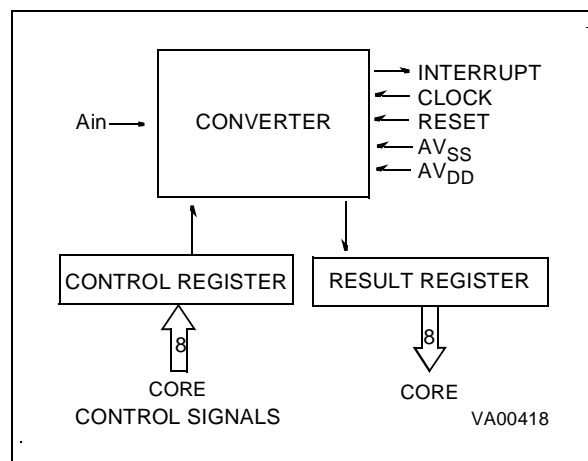 INTERRUPT
CLOCK
Ain
CONVERTER
RESET
AVSS
AVDD
CONTROL REGISTER
RESULT REGISTER
8
8
CORE
CONTROL SIGNALS
CORE
VA00418